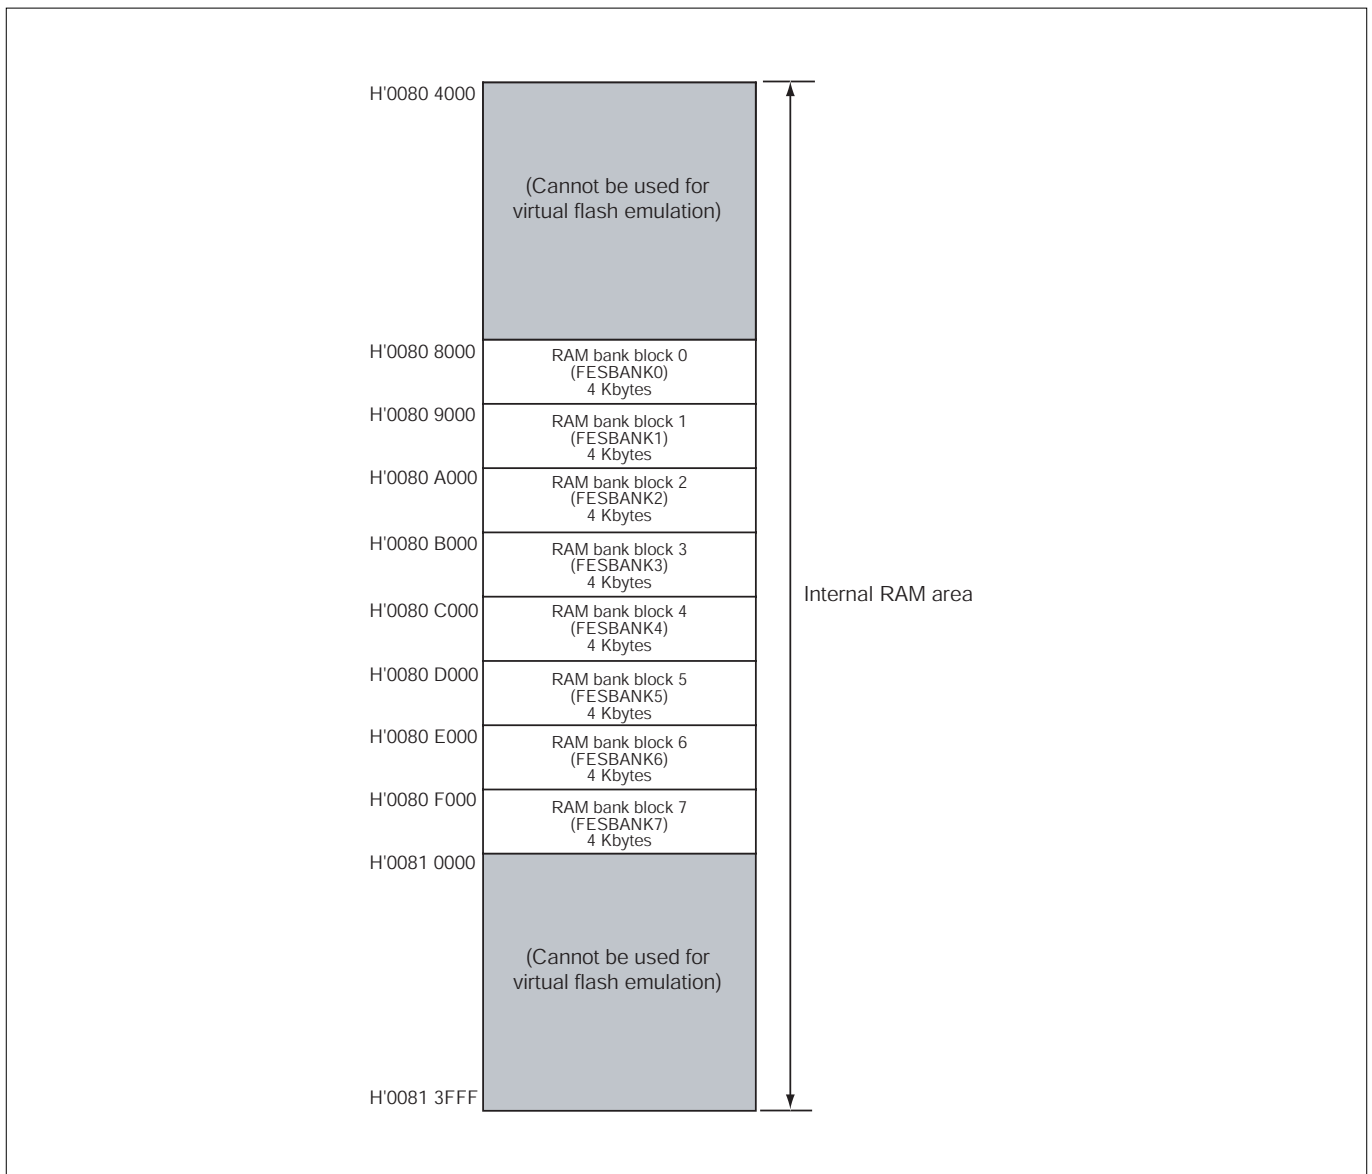 H'0080 4000
(Cannot be used for
virtual flash emulation)
H'0080 8000
RAM bank block 0
(FESBANK0)
4 Kbytes
H'0080 9000
RAM bank block 1
(FESBANK1)
4 Kbytes
H'0080 A000
RAM bank block 2
(FESBANK2)
4 Kbytes
H'0080 B000
RAM bank block 3
(FESBANK3)
4 Kbytes
Internal RAM area
H'0080 C000
RAM bank block 4
(FESBANK4)
4 Kbytes
H'0080 D000
RAM bank block 5
(FESBANK5)
4 Kbytes
H'0080 E000
RAM bank block 6
(FESBANK6)
4 Kbytes
H'0080 F000
RAM bank block 7
(FESBANK7)
4 Kbytes
H'0081 0000
(Cannot be used for
virtual flash emulation)
H'0081 3FFF